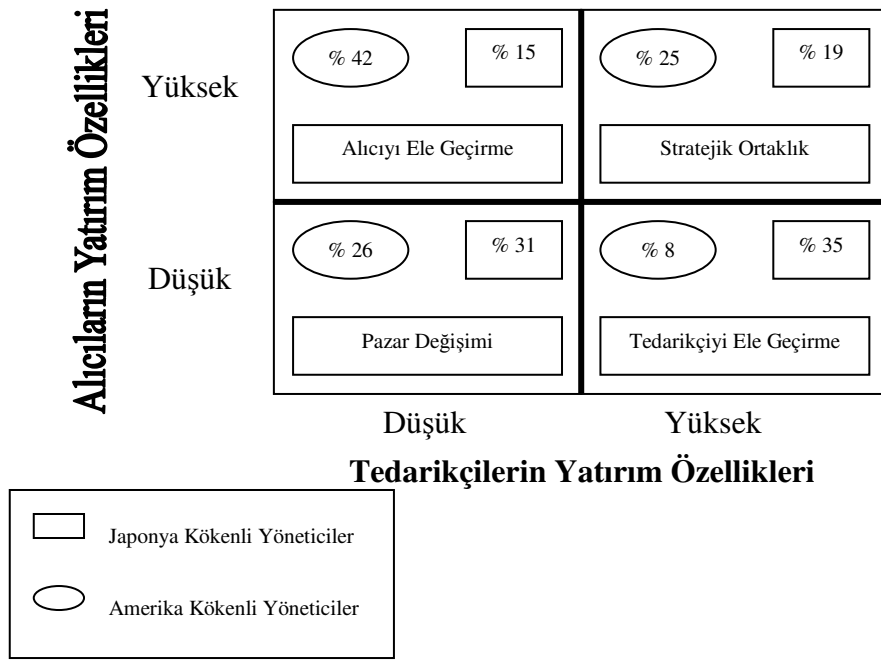 Alıcıların Yatırım Özellikleri
Yüksek
% 42
% 15
% 25
% 19
Alıcıyı Ele Geçirme
Stratejik Ortaklık
Düşük
% 26
% 31
% 8
% 35
Pazar Değişimi
Tedarikçiyi Ele Geçirme
Düşük
Yüksek
Tedarikçilerin Yatırım Özellikleri
Japonya Kökenli Yöneticiler
Amerika Kökenli Yöneticiler